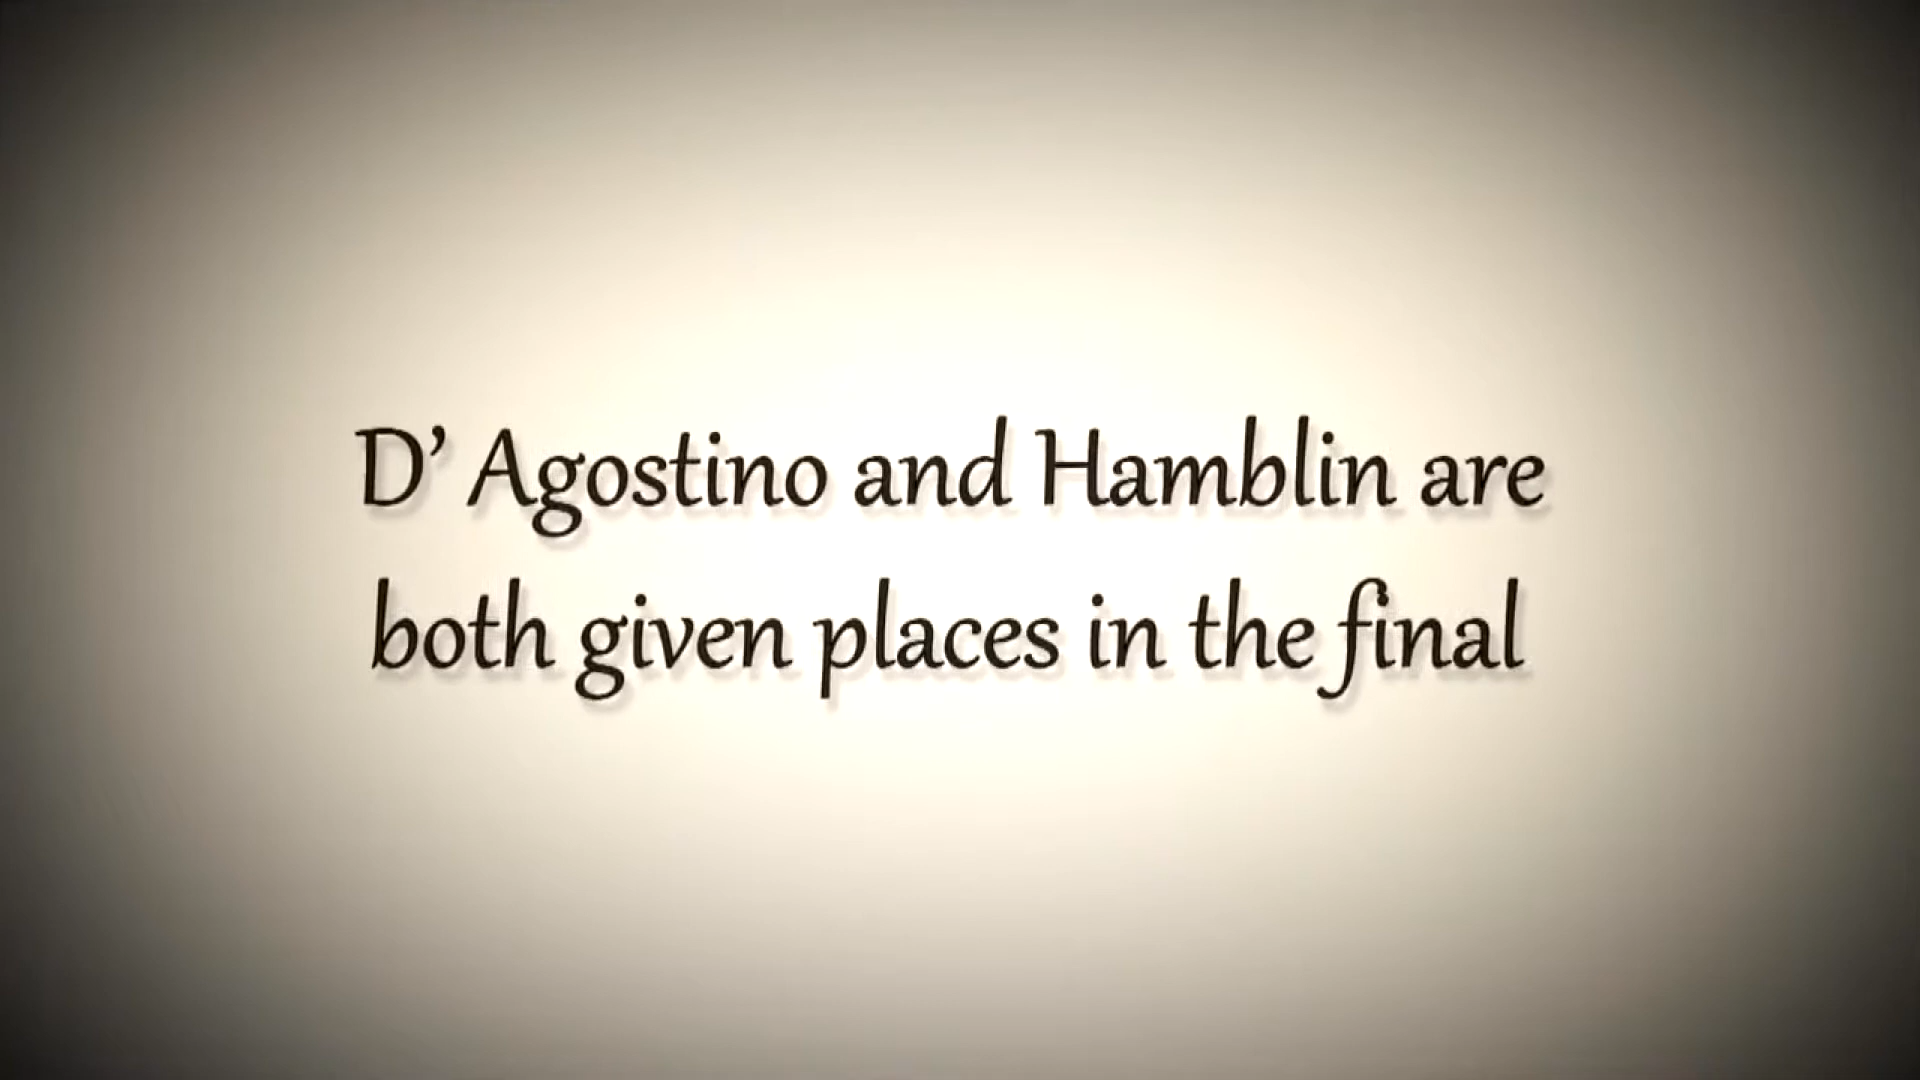 D’ Agostino and Hamblin are
both given places in the final